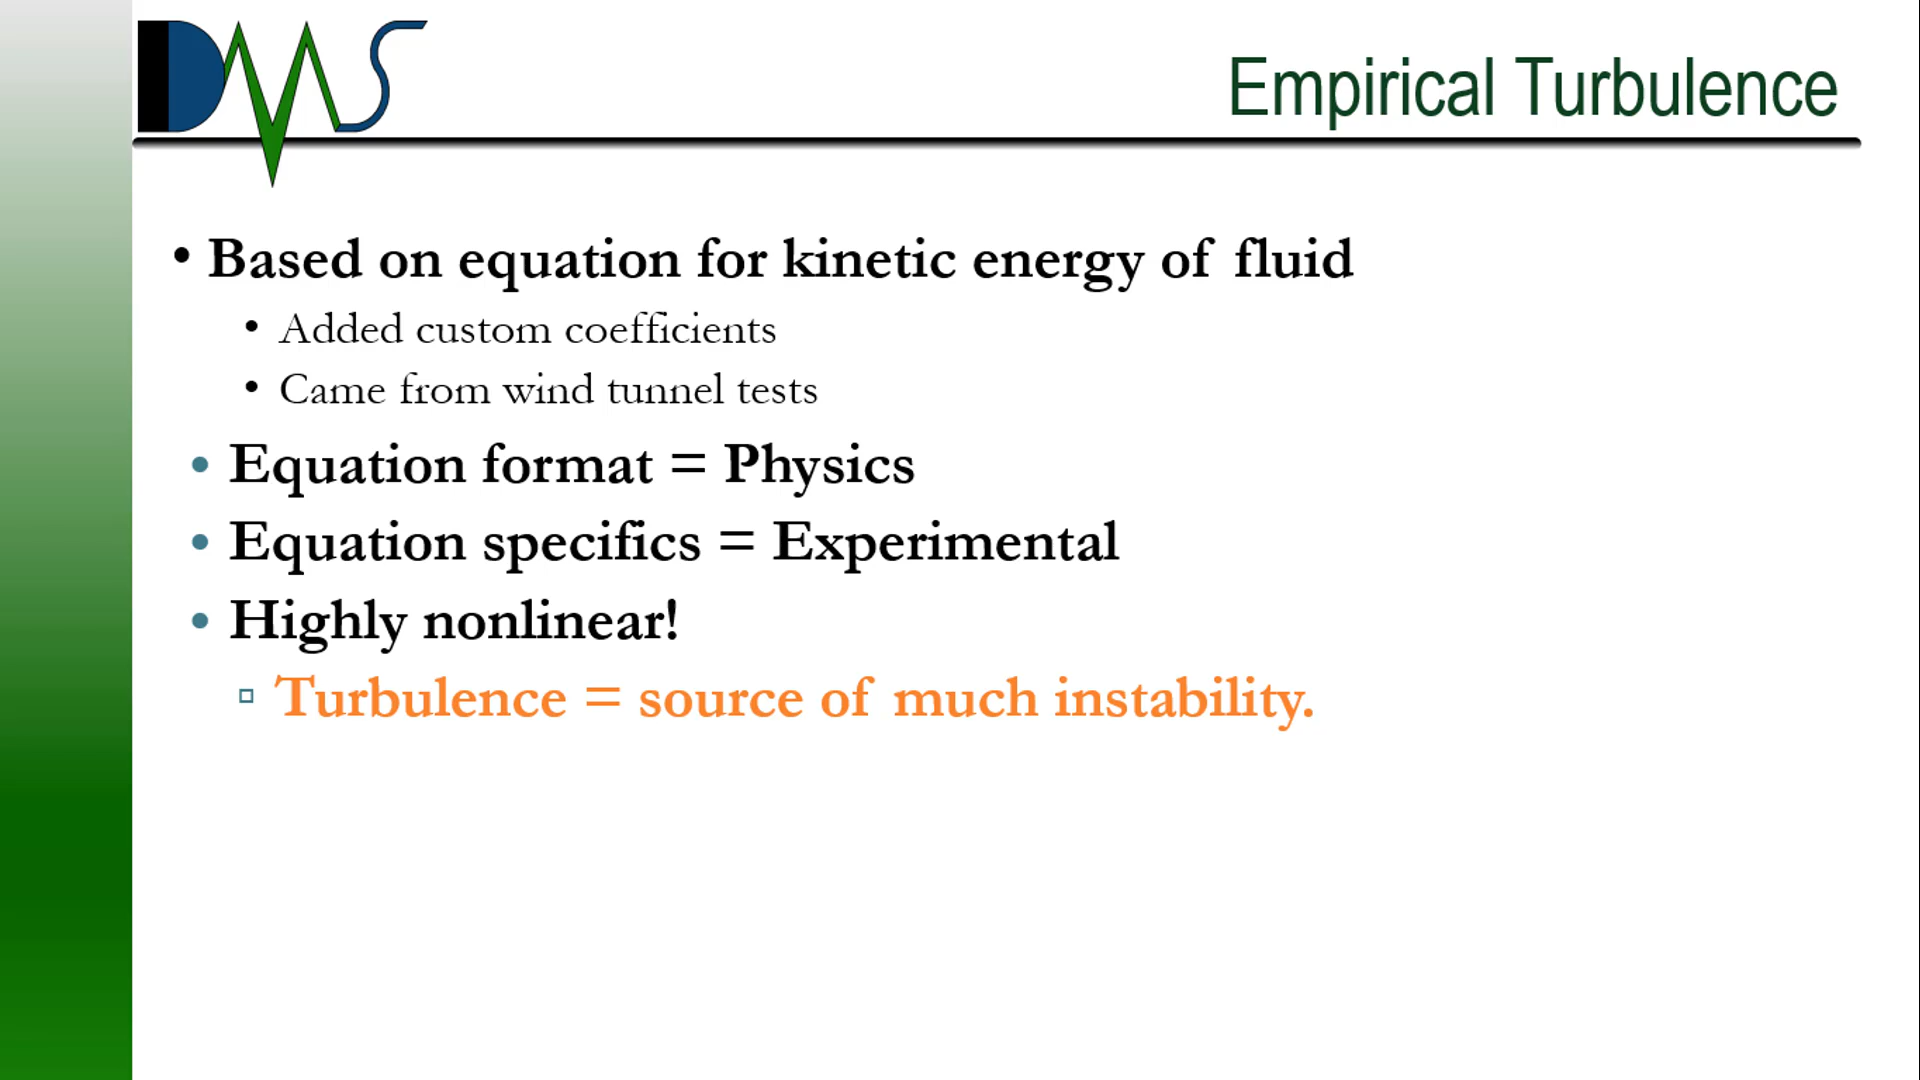 DMS
Empirical Turbulence
• Based on equation for kinetic energy of fluid
• Added custom coefficients
• Came from wind tunnel tests
• Equation format = Physics
• Equation specifics = Experimental
• Highly nonlinear!
▫ Turbulence = source of much instability.